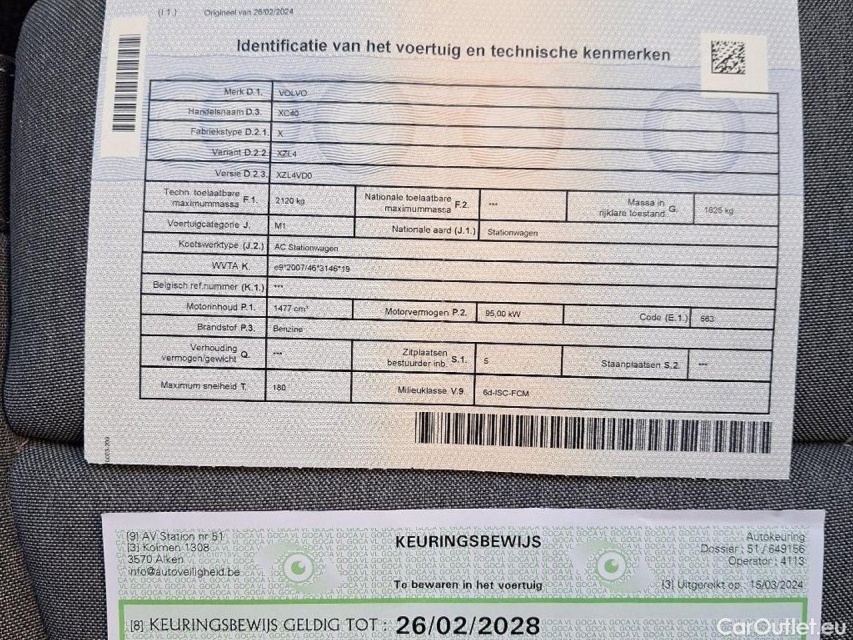 (I 1.) Origineel van 26/02/2024
Identificatie van het voertuig en technische kenmerken
Merk D.1. VOLVO
Handelsnaam D.3. XC40
Fabriekstype D.2.1. X
Variant D.2.2. XZL4
Versie D.2.3. XZL4VD0
Techn. toelaatbare maximummassa F.1. 2120 kg Nationale toelaatbare maximummassa F.2. *** Massa in rijklare toestand G. 1625 kg
Voertuigcategorie J. M1 Nationale aard (J.1.) Stationwagen
Koetswerktype (J.2.) AC Stationwagen
WVTA K. e9*2007/46*3146*19
Belgisch ref.nummer (K.1.) ***
Motorinhoud P.1. 1477 cm³ Motorvermogen P.2. 95,00 kW Code (E.1.) 563
Brandstof P.3. Benzine
Verhouding vermogen/gewicht Q. *** Zitplaatsen bestuurder inb. S.1. 5 Staanplaatsen S.2. ***
Maximum snelheid T. 180 Milieuklasse V.9. 6d-ISC-FCM
[9] AV Station nr 51
[3] Kolmen 1308
3570 Alken
info@autoveiligheid.be
KEURINGSBEWIJS
Te bewaren in het voertuig
Autokeuring
Dossier : 51 / 649156
Operator : 4113
[3] Uitgereikt op : 15/03/2024
[8] KEURINGSBEWIJS GELDIG TOT : 26/02/2028
CarOutlet.eu